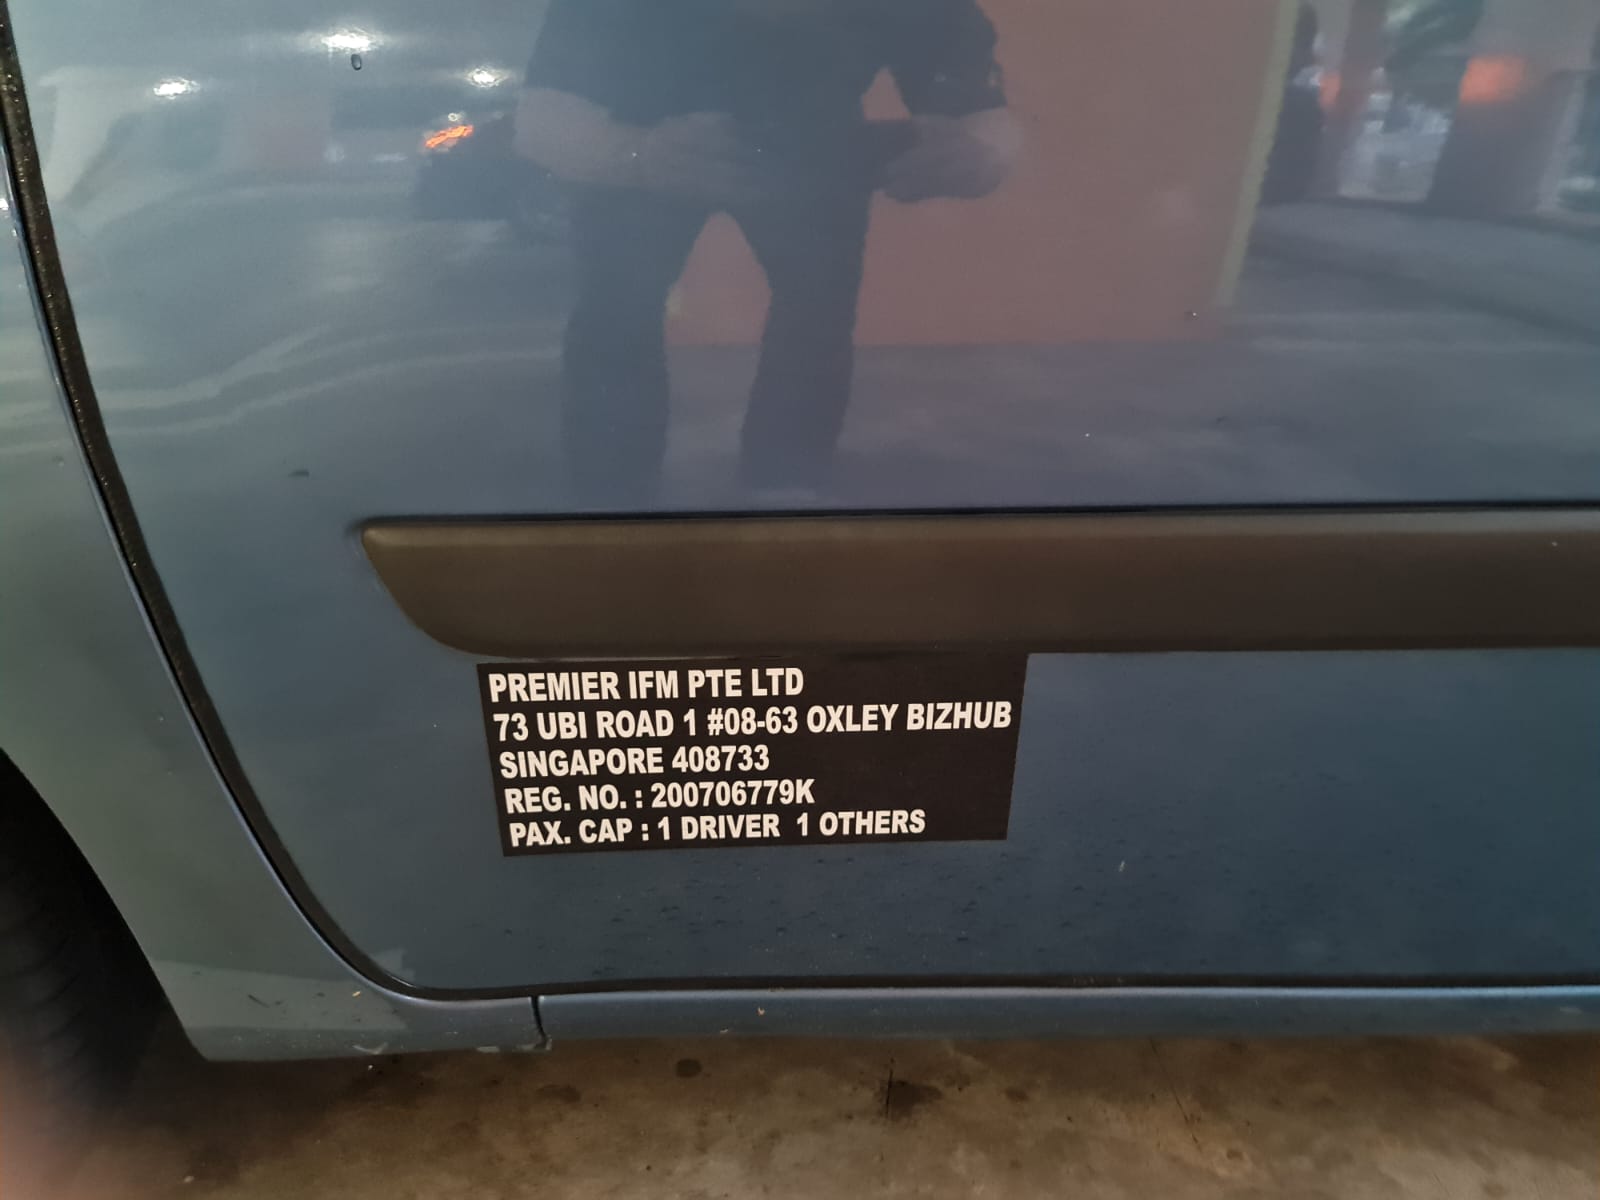 PREMIER IFM PTE LTD
73 UBI ROAD 1 #08-63 OXLEY BIZHUB
SINGAPORE 408733
REG. NO. : 200706779K
PAX. CAP : 1 DRIVER 1 OTHERS